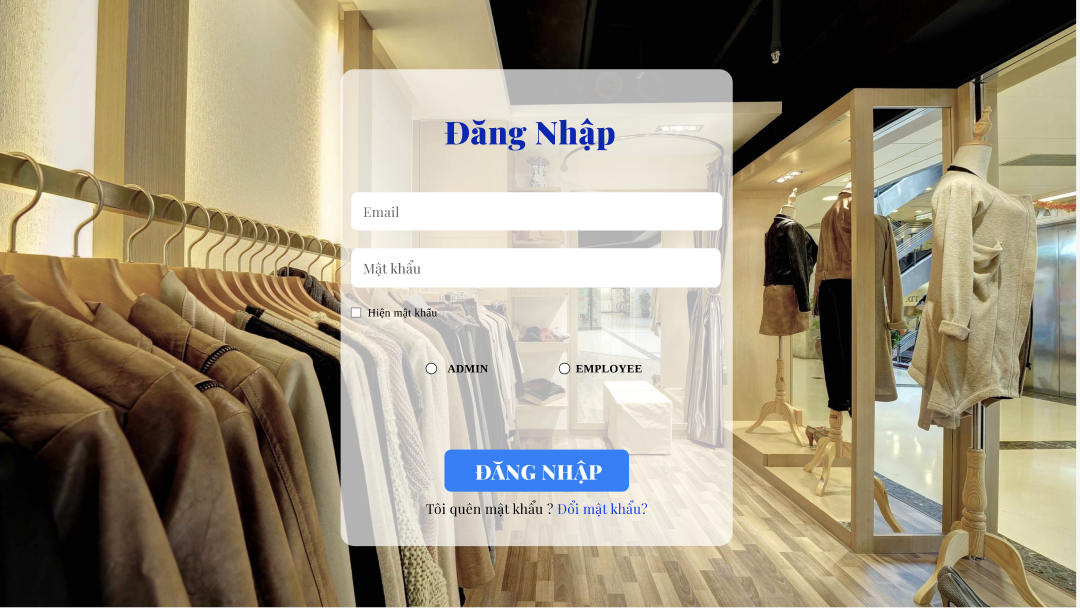 Đăng Nhập
Email
Mật khẩu
Hiện mật khẩu
ADMIN
EMPLOYEE
ĐĂNG NHẬP
Tôi quên mật khẩu ? Đổi mật khẩu?